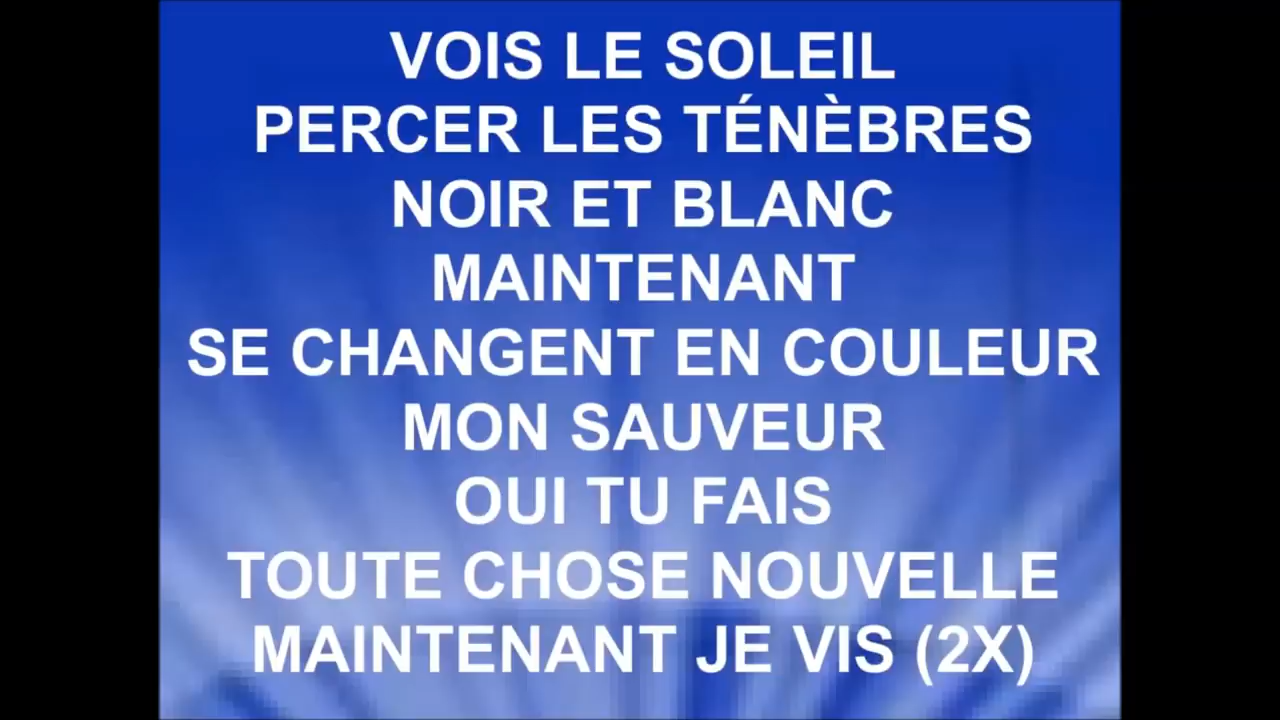 VOIS LE SOLEIL
PERCER LES TÉNÈBRES
NOIR ET BLANC
MAINTENANT
SE CHANGENT EN COULEUR
MON SAUVEUR
OUI TU FAIS
TOUTE CHOSE NOUVELLE
MAINTENANT JE VIS (2X)